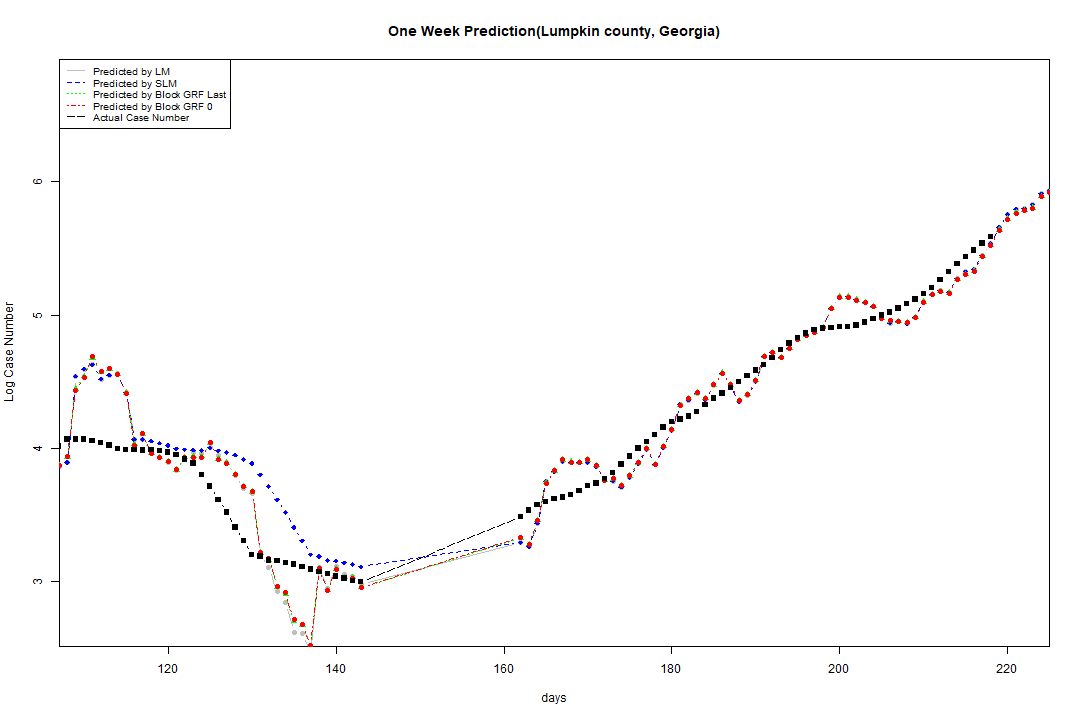 One Week Prediction(Lumpkin county, Georgia)
Predicted by LM
Predicted by SLM
Predicted by Block GRF Last
Predicted by Block GRF 0
Actual Case Number
6
5
4
3
Log Case Number
120 140 160 180 200 220
days